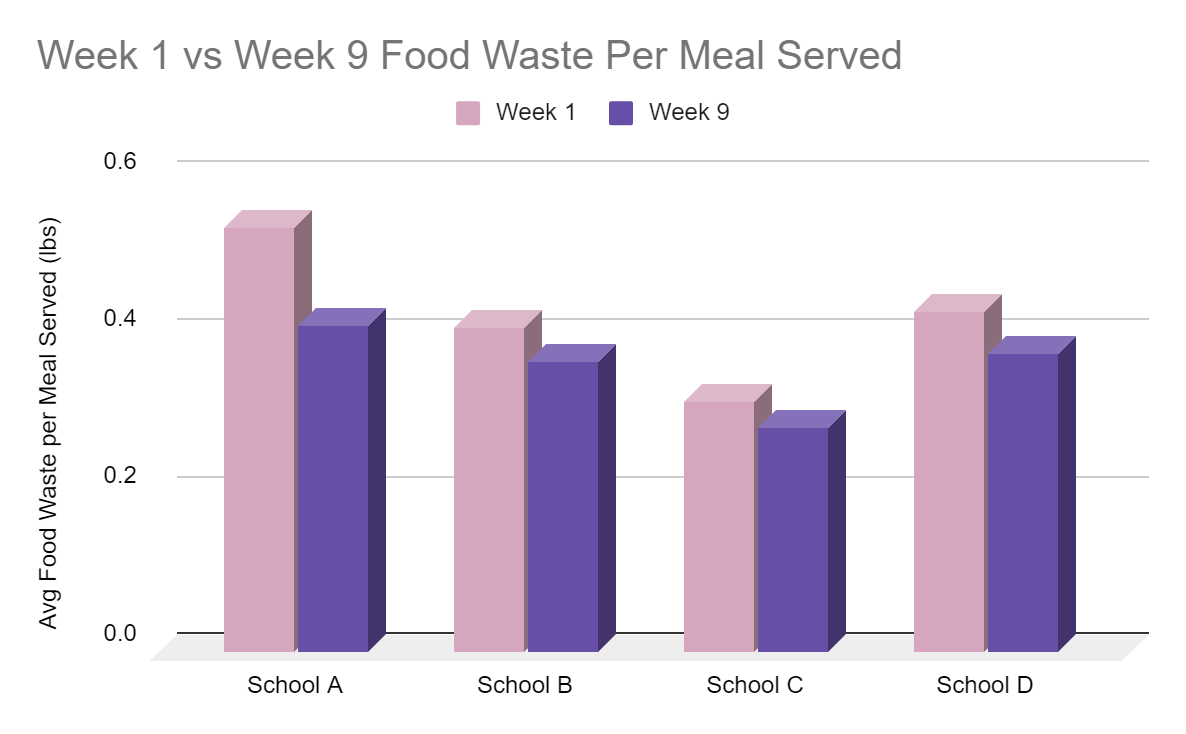 Week 1 vs Week 9 Food Waste Per Meal Served
Week 1
Week 9
Avg Food Waste per Meal Served (lbs)
0.6
0.4
0.2
0.0
School A
School B
School C
School D